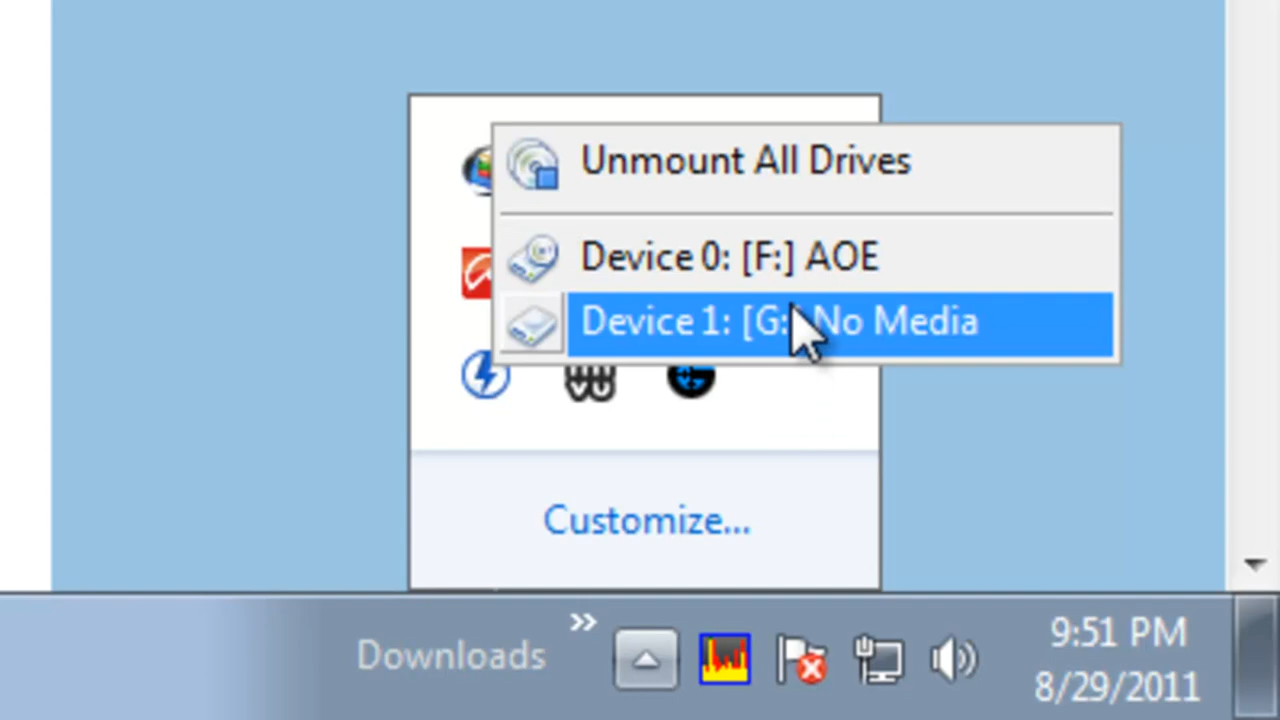 Unmount All Drives
Device 0: [F:] AOE
Device 1: [G:] No Media
Customize...
Downloads
9:51 PM
8/29/2011